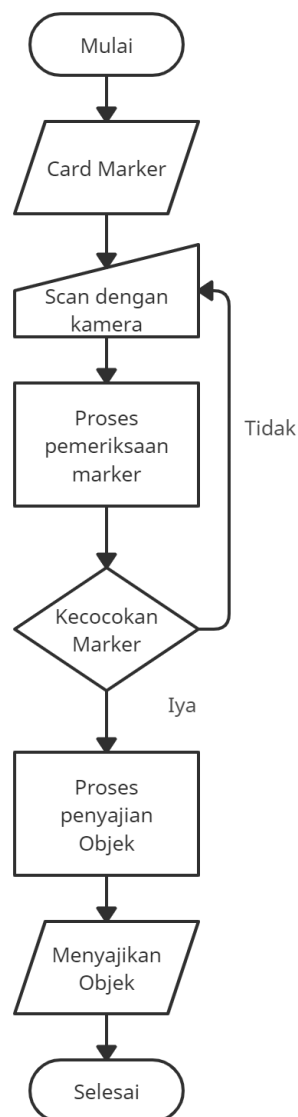 Mulai
Card Marker
Scan dengan
kamera
Proses
pemeriksaan
marker
Tidak
Kecocokan
Marker
Iya
Proses
penyajian
Objek
Menyajikan
Objek
Selesai